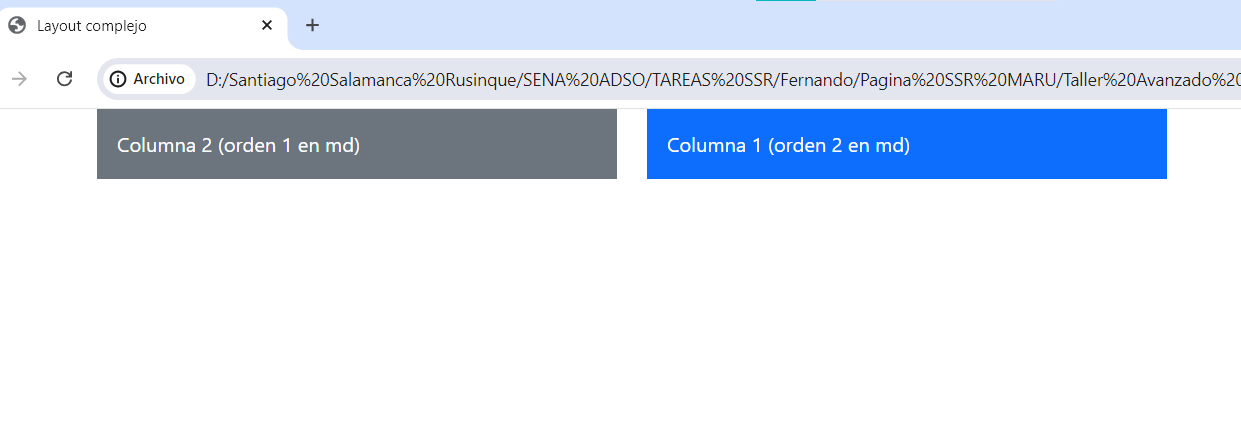 Layout complejo
Archivo
D:/Santiago%20Salamanca%20Rusinque/SENA%20ADSO/TAREAS%20SSR/Fernando/Pagina%20SSR%20MARU/Taller%20Avanzado%20
Columna 2 (orden 1 en md)
Columna 1 (orden 2 en md)